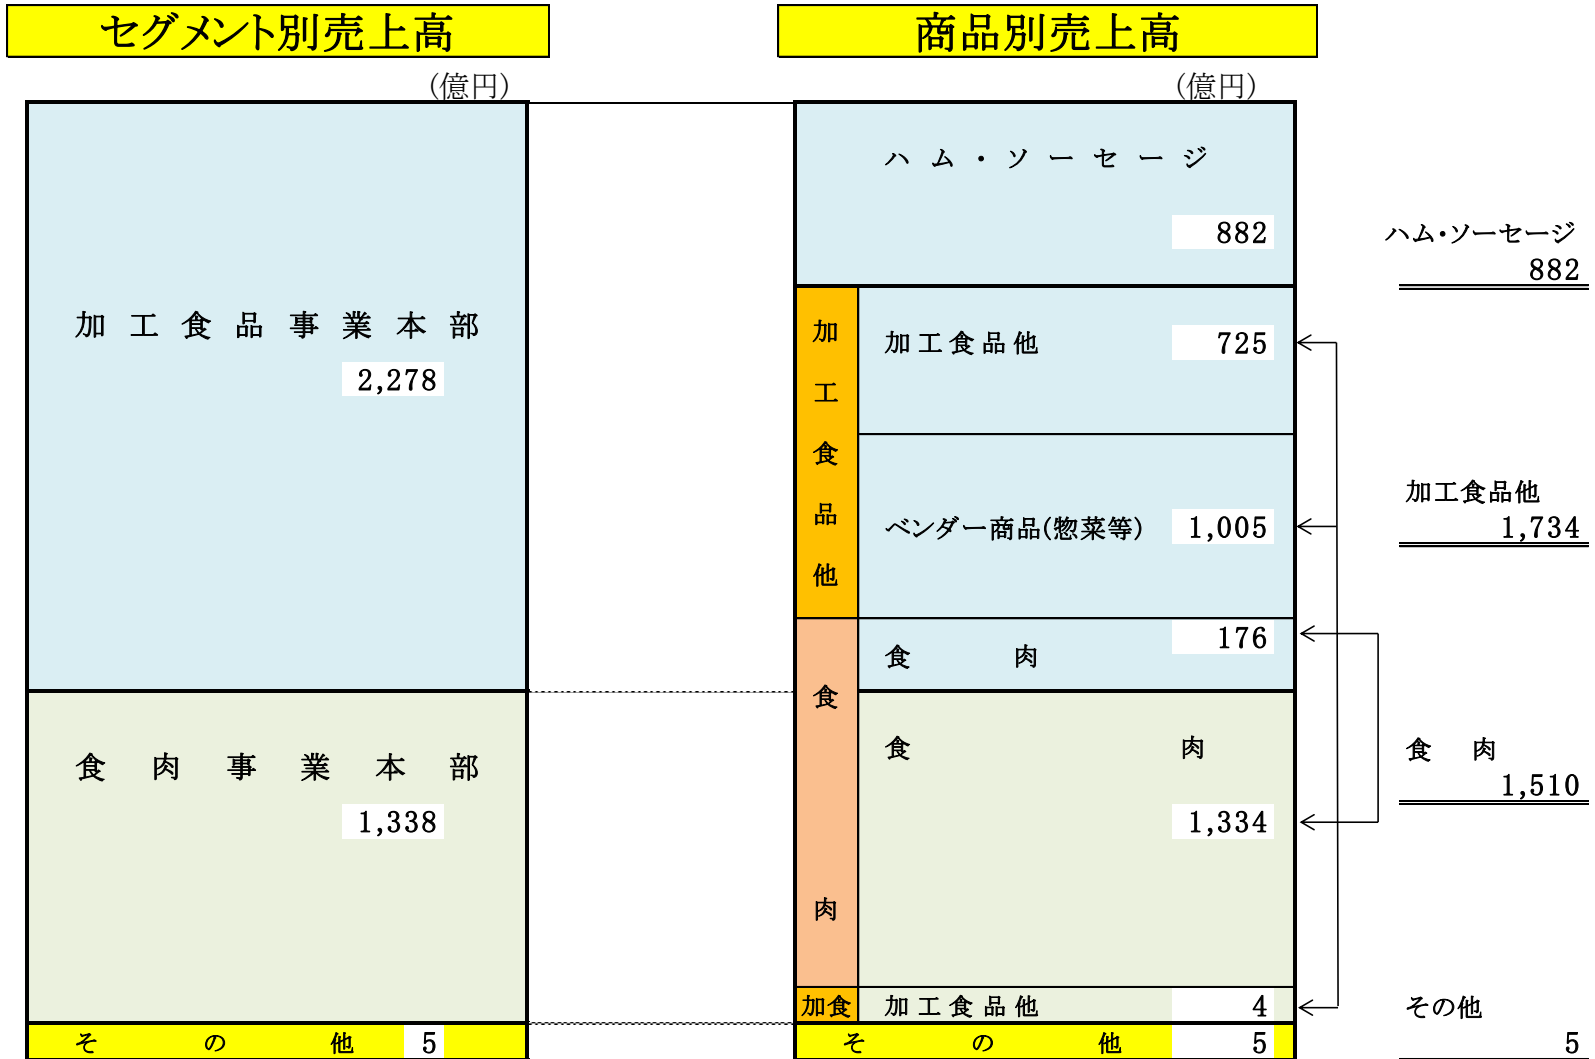 セグメント別売上高
(億円)
加工食品事業本部
2,278
食肉事業本部
1,338
その他 5
商品別売上高
(億円)
ハム・ソーセージ
882
加工食品他
加工食品他 725
ベンダー商品(惣菜等) 1,005
食肉
176
食肉
食肉
1,334
加食 加工食品他 4
その他 5
ハム・ソーセージ
882
加工食品他
1,734
食肉
1,510
その他
5